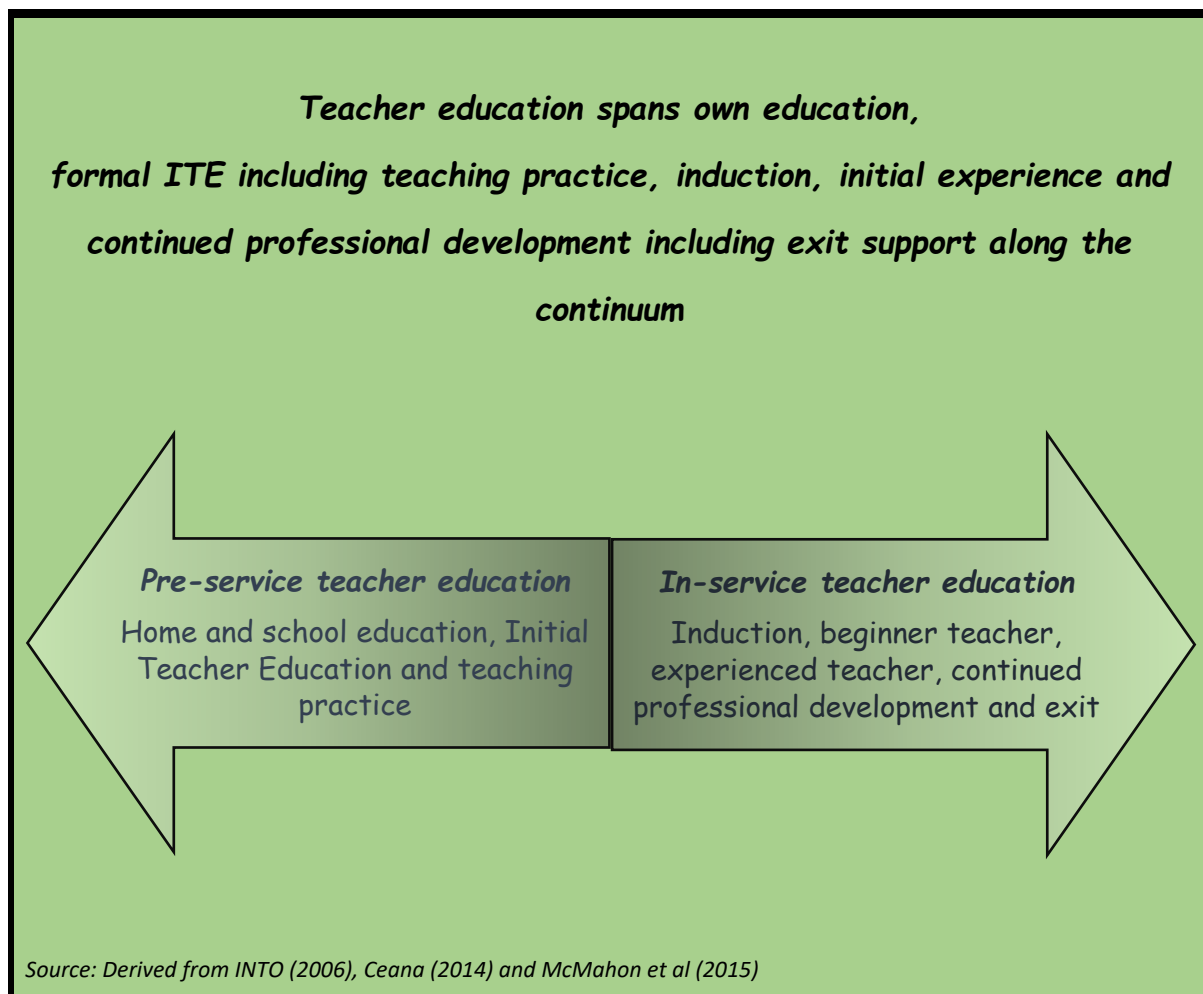 Teacher education spans own education,
formal ITE including teaching practice, induction, initial experience and
continued professional development including exit support along the
continuum
Pre-service teacher education
Home and school education, Initial
Teacher Education and teaching
practice
In-service teacher education
Induction, beginner teacher,
experienced teacher, continued
professional development and exit
Source: Derived from INTO (2006), Ceana (2014) and McMahon et al (2015)